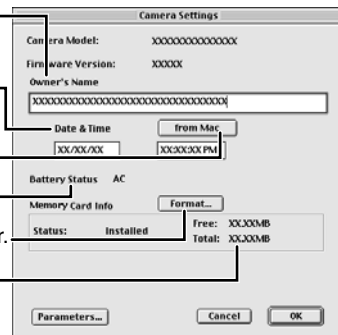 Camera Settings
Camera Model: XXXXXXXXXXXXXX
Firmware Version: XXXXX
Owner's Name
XXXXXXXXXXXXXXXXXXXXXXXXXXXXXXX
Date & Time from Mac
XX/XX/XX XX:XX:XX PM
Battery Status AC
Memory Card Info Format...
Status: Installed Free: XX.XXMB
r. Total: XX.XXMB
Parameters... Cancel OK